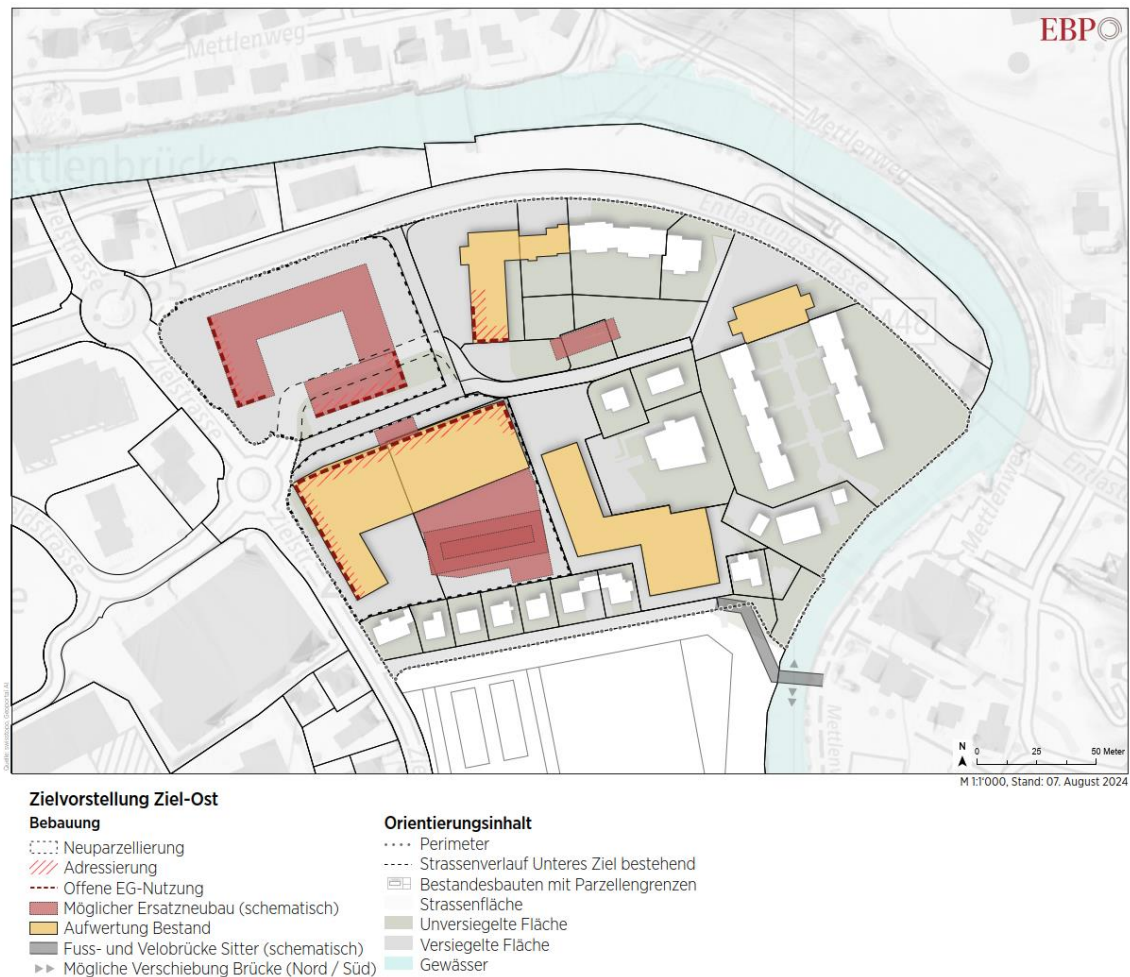 EBP
Mettlenweg
Mettlenbrücke
Mettlenweg
Entlastungsstrasse
Zielstrasse
448
Mettlenweg
Mettlenweg
N 0 25 50 Meter
M 1:1'000, Stand: 07. August 2024
Zielvorstellung Ziel-Ost
Bebauung
Neuparzellierung
Adressierung
Offene EG-Nutzung
Möglicher Ersatzneubau (schematisch)
Aufwertung Bestand
Fuss- und Velobrücke Sitter (schematisch)
Mögliche Verschiebung Brücke (Nord / Süd)
Orientierungsinhalt
Perimeter
Strassenverlauf Unteres Ziel bestehend
Bestandesbauten mit Parzellengrenzen
Strassenfläche
Unversiegelte Fläche
Versiegelte Fläche
Gewässer